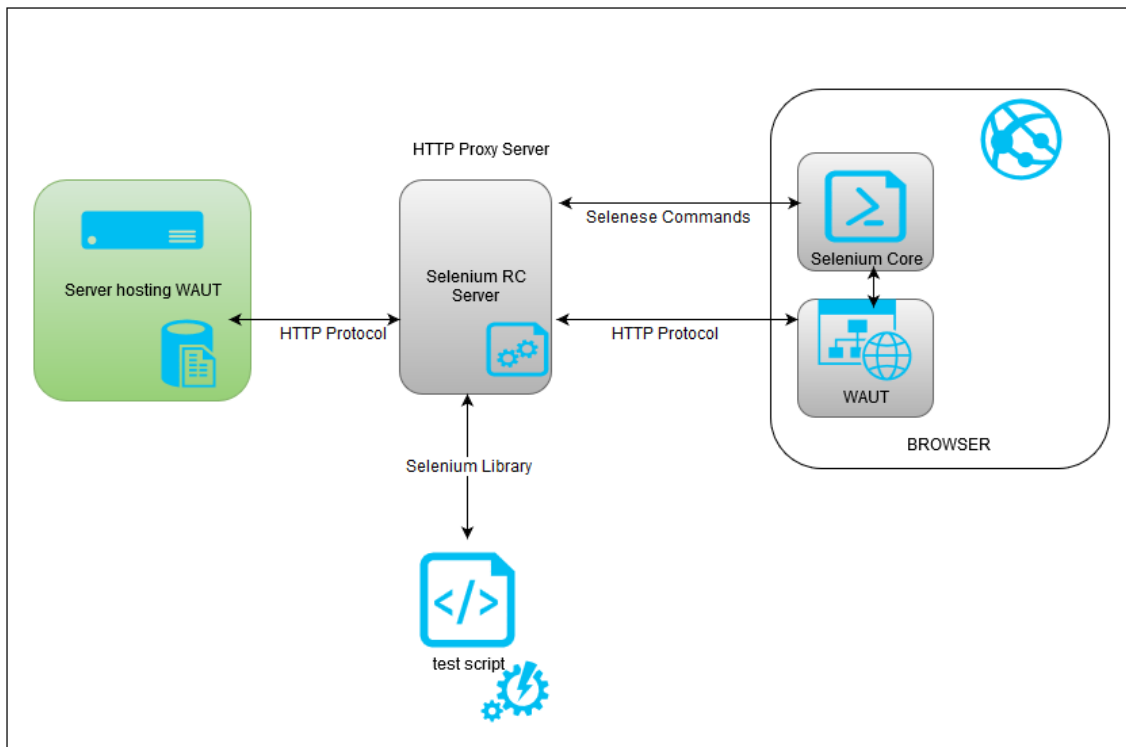 HTTP Proxy Server
Selenese Commands
Selenium Core
Selenium RC
Server
Server hosting WAUT
HTTP Protocol
HTTP Protocol
WAUT
BROWSER
Selenium Library
</>
test script